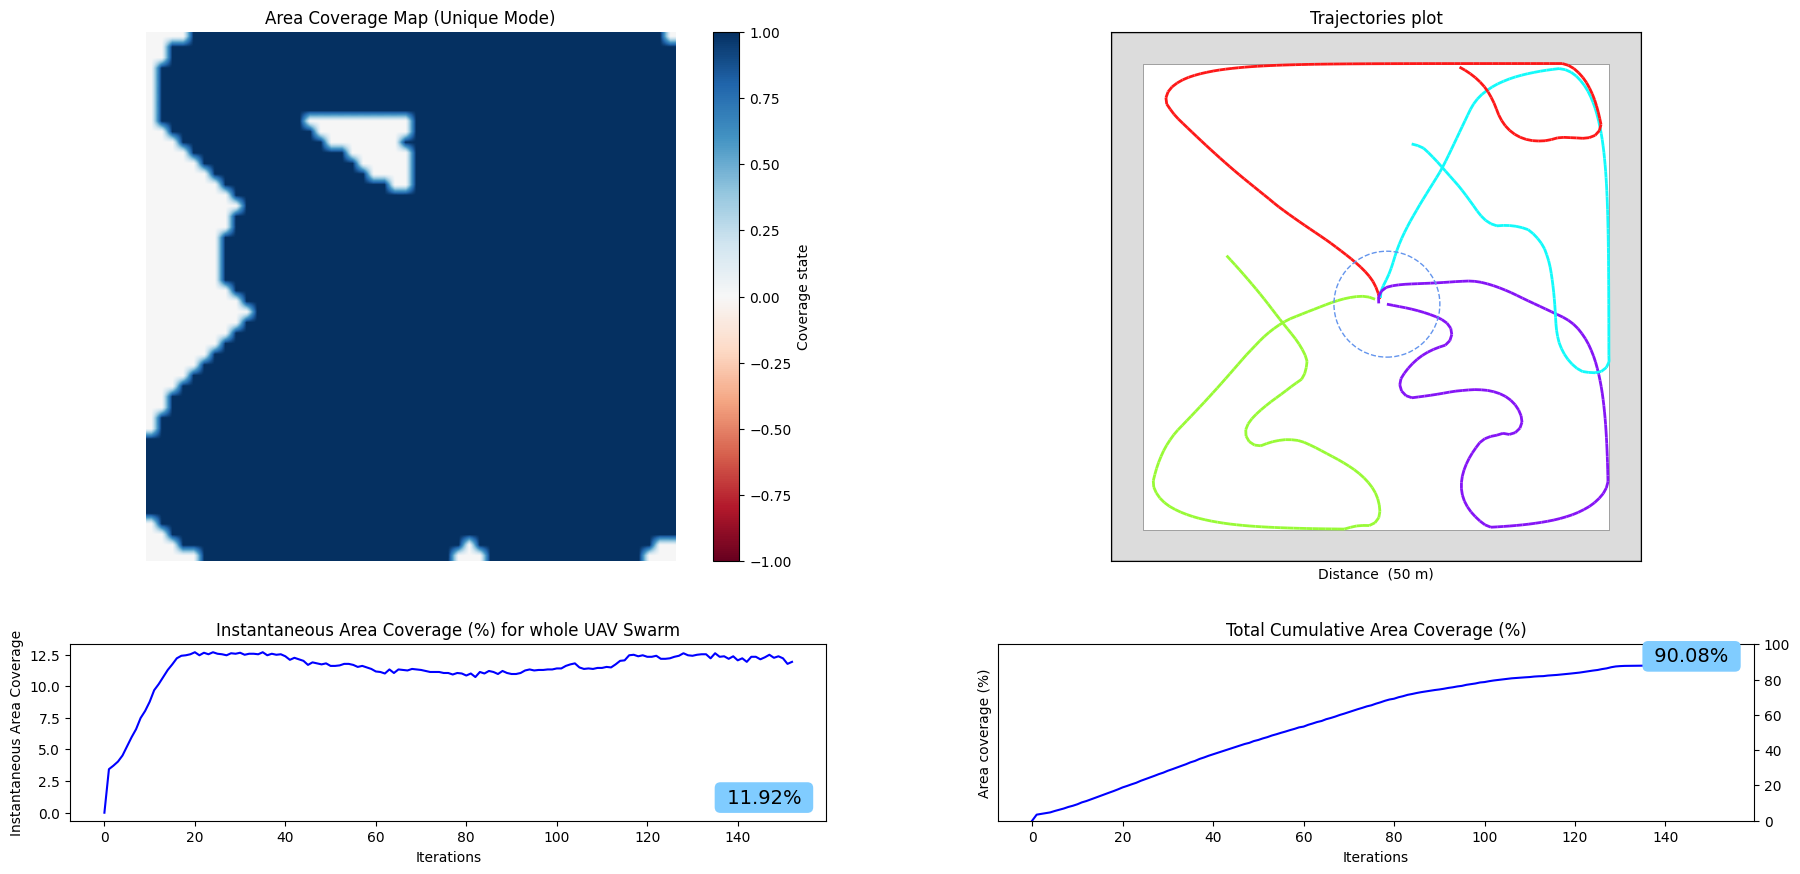 Area Coverage Map (Unique Mode)
1.00
0.75
0.50
0.25
0.00
−0.25
−0.50
−0.75
−1.00
Coverage state
Trajectories plot
Distance  (50 m)
Instantaneous Area Coverage (%) for whole UAV Swarm
Instantaneous Area Coverage
12.5
10.0
7.5
5.0
2.5
0.0
11.92%
0 20 40 60 80 100 120 140
Iterations
Total Cumulative Area Coverage (%)
Area coverage (%)
90.08%
100
80
60
40
20
0
0 20 40 60 80 100 120 140
Iterations